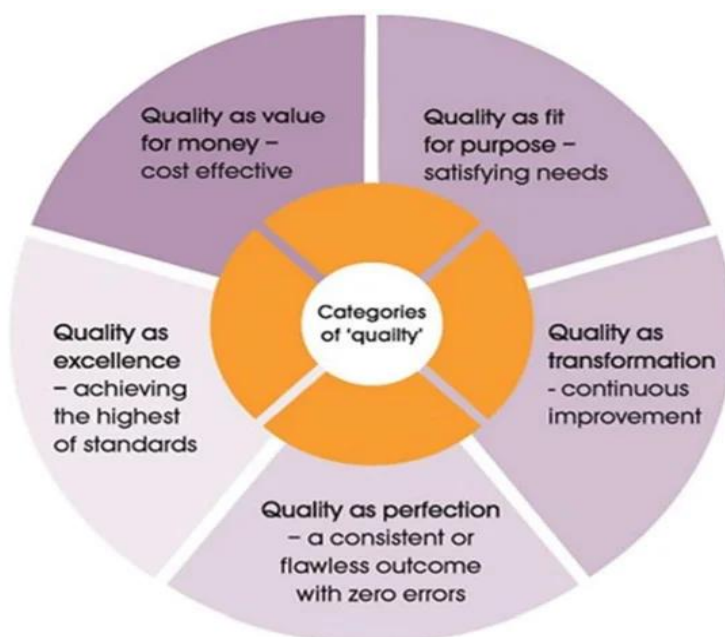 Quality as value
for money –
cost effective
Quality as fit
for purpose –
satisfying needs
Categories
of ‘quailty’
Quality as
excellence
– achieving
the highest
of standards
Quality as
transformation
- continuous
improvement
Quality as perfection
– a consistent or
flawless outcome
with zero errors